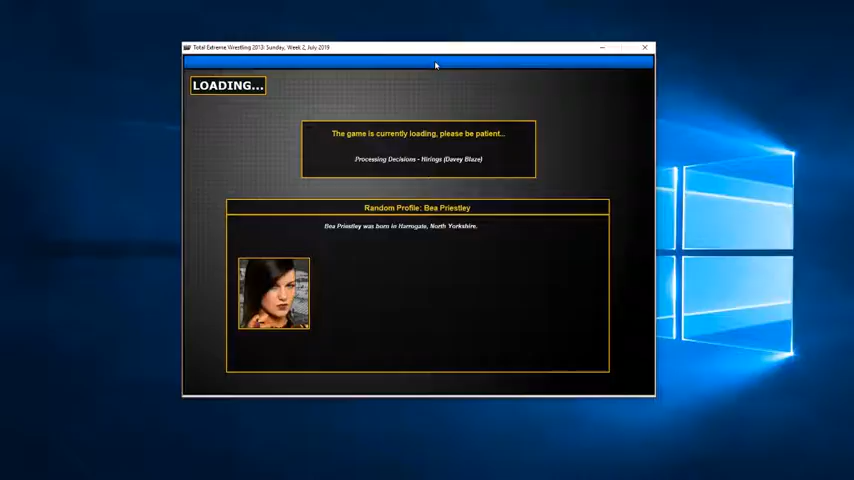 Total Extreme Wrestling 2013: Sunday, Week 2, July 2019
LOADING...
The game is currently loading, please be patient...
Processing Decisions - Hirings (Davey Blaze)
Random Profile: Bea Priestley
Bea Priestley was born in Harrogate, North Yorkshire.